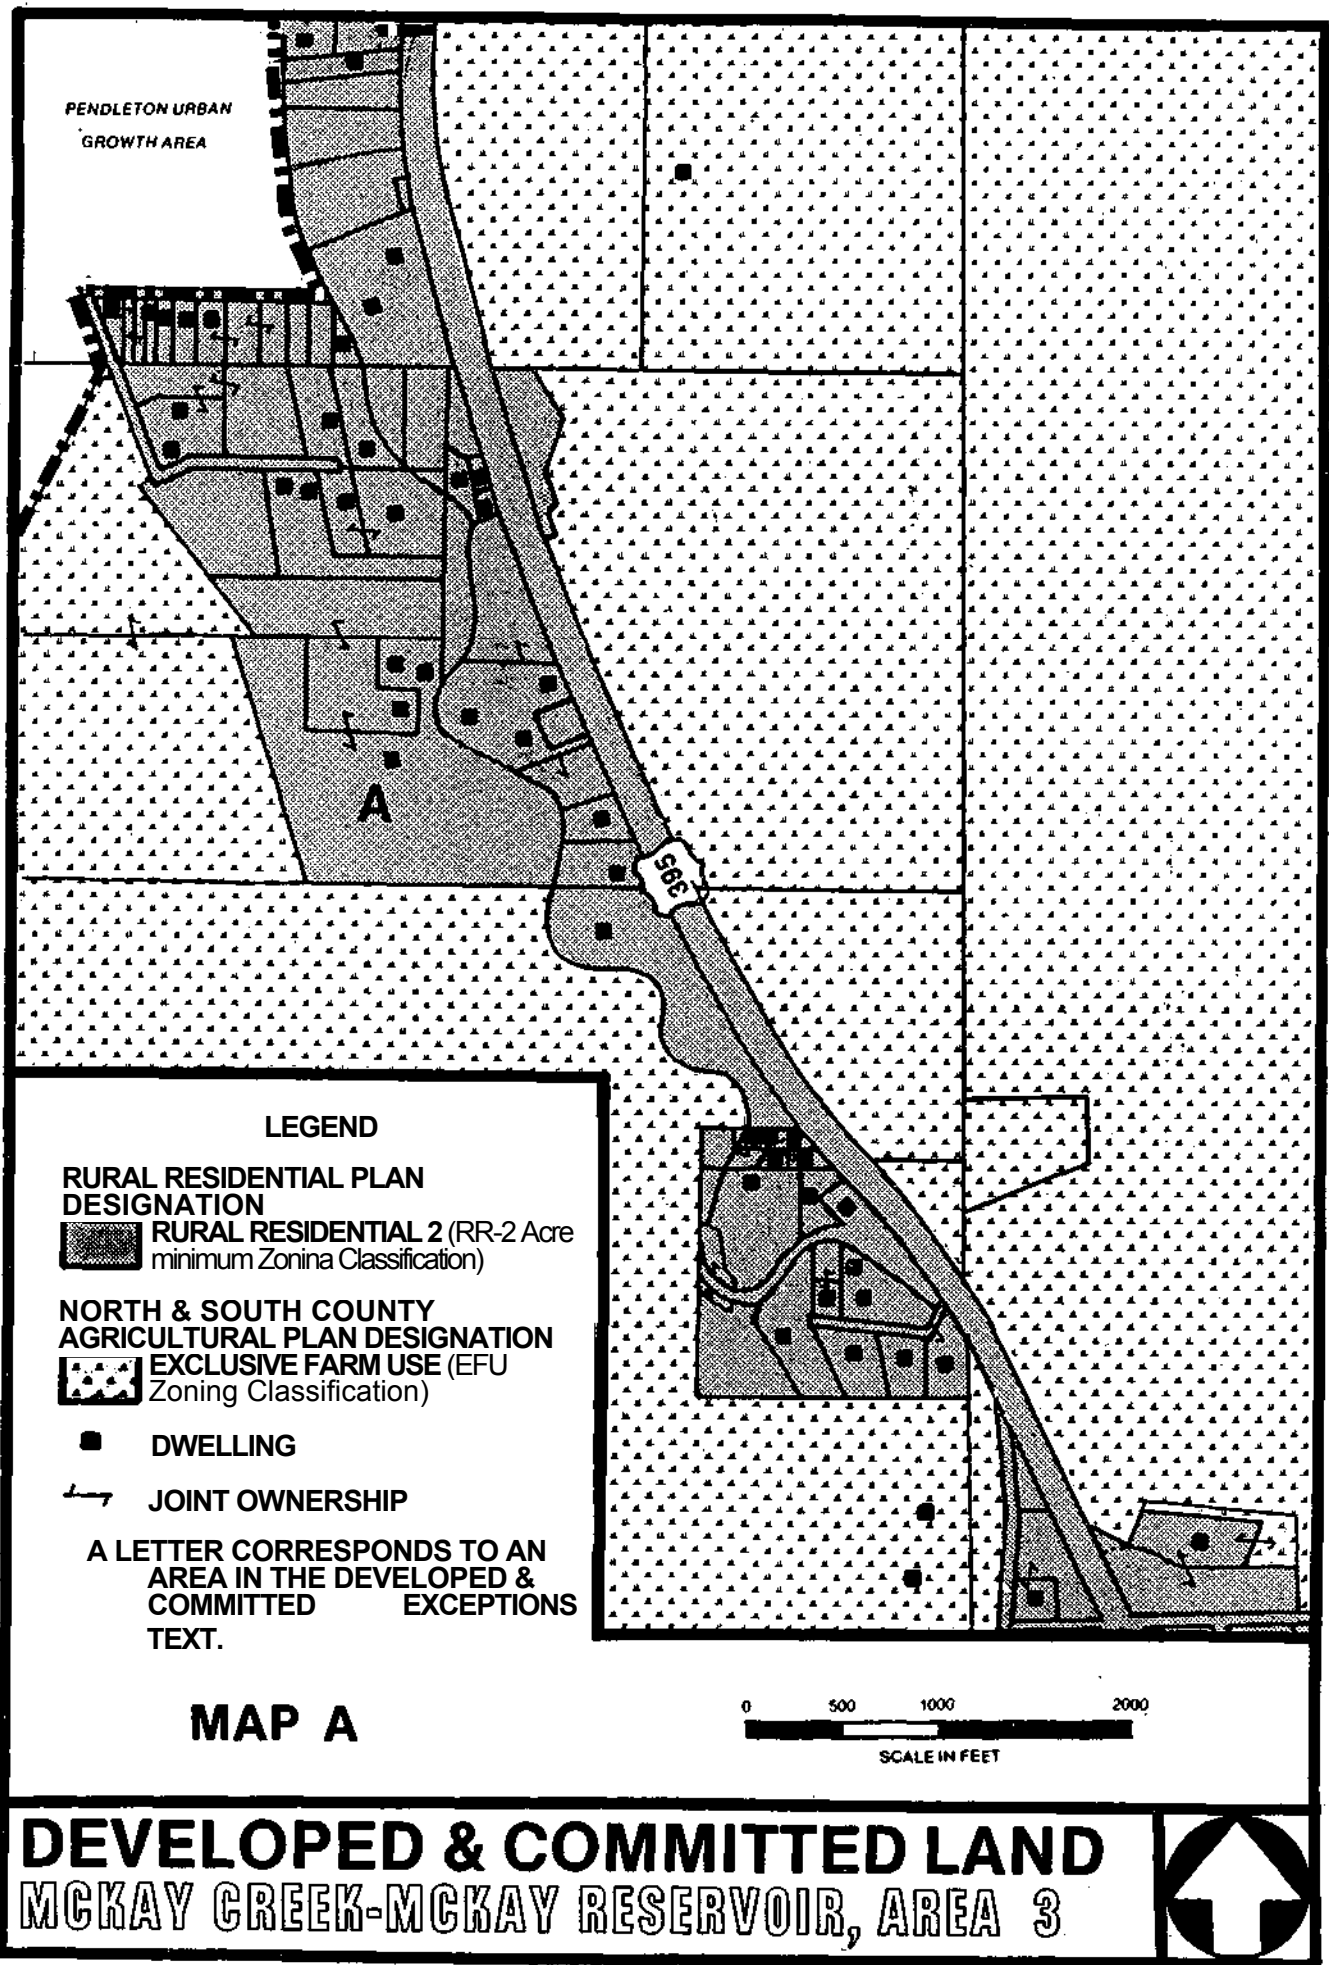 PENDLETON URBAN
GROWTH AREA
A
395
LEGEND
RURAL RESIDENTIAL PLAN
DESIGNATION
RURAL RESIDENTIAL 2 (RR-2 Acre
minimum Zonina Classification)
NORTH & SOUTH COUNTY
AGRICULTURAL PLAN DESIGNATION
EXCLUSIVE FARM USE (EFU
Zoning Classification)
DWELLING
JOINT OWNERSHIP
A LETTER CORRESPONDS TO AN
AREA IN THE DEVELOPED &
COMMITTED EXCEPTIONS
TEXT.
MAP A
0 500 1000 2000
SCALE IN FEET
DEVELOPED & COMMITTED LAND
MCKAY CREEK-MCKAY RESERVOIR, AREA 3